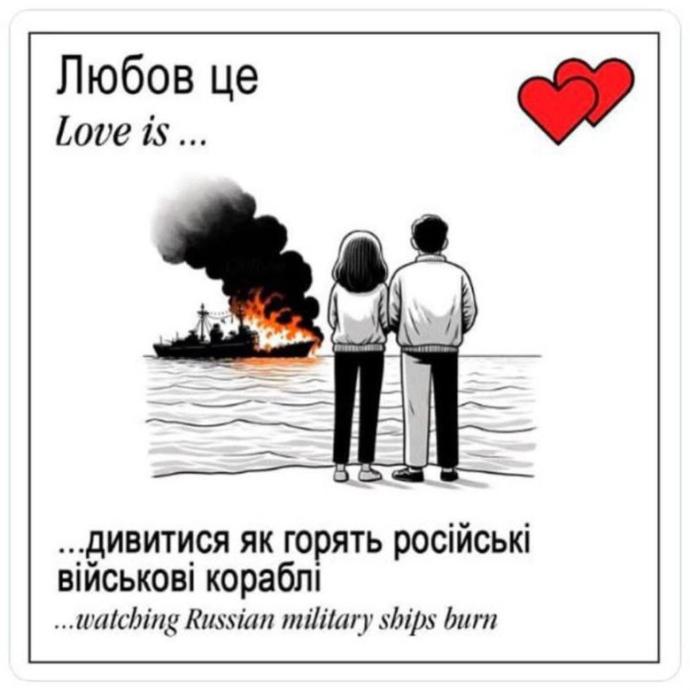 Любов це
Love is ...
...дивитися як горять російські
військові кораблі
...watching Russian military ships burn